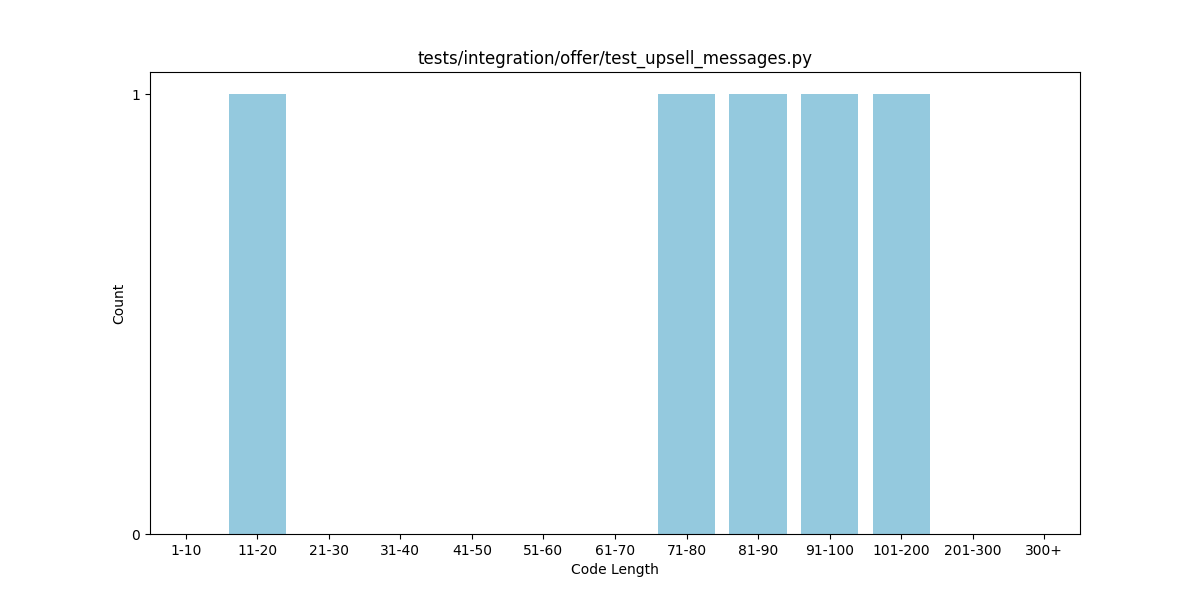 tests/integration/offer/test_upsell_messages.py
1
Count
0
1-10 11-20 21-30 31-40 41-50 51-60 61-70 71-80 81-90 91-100 101-200 201-300 300+
Code Length